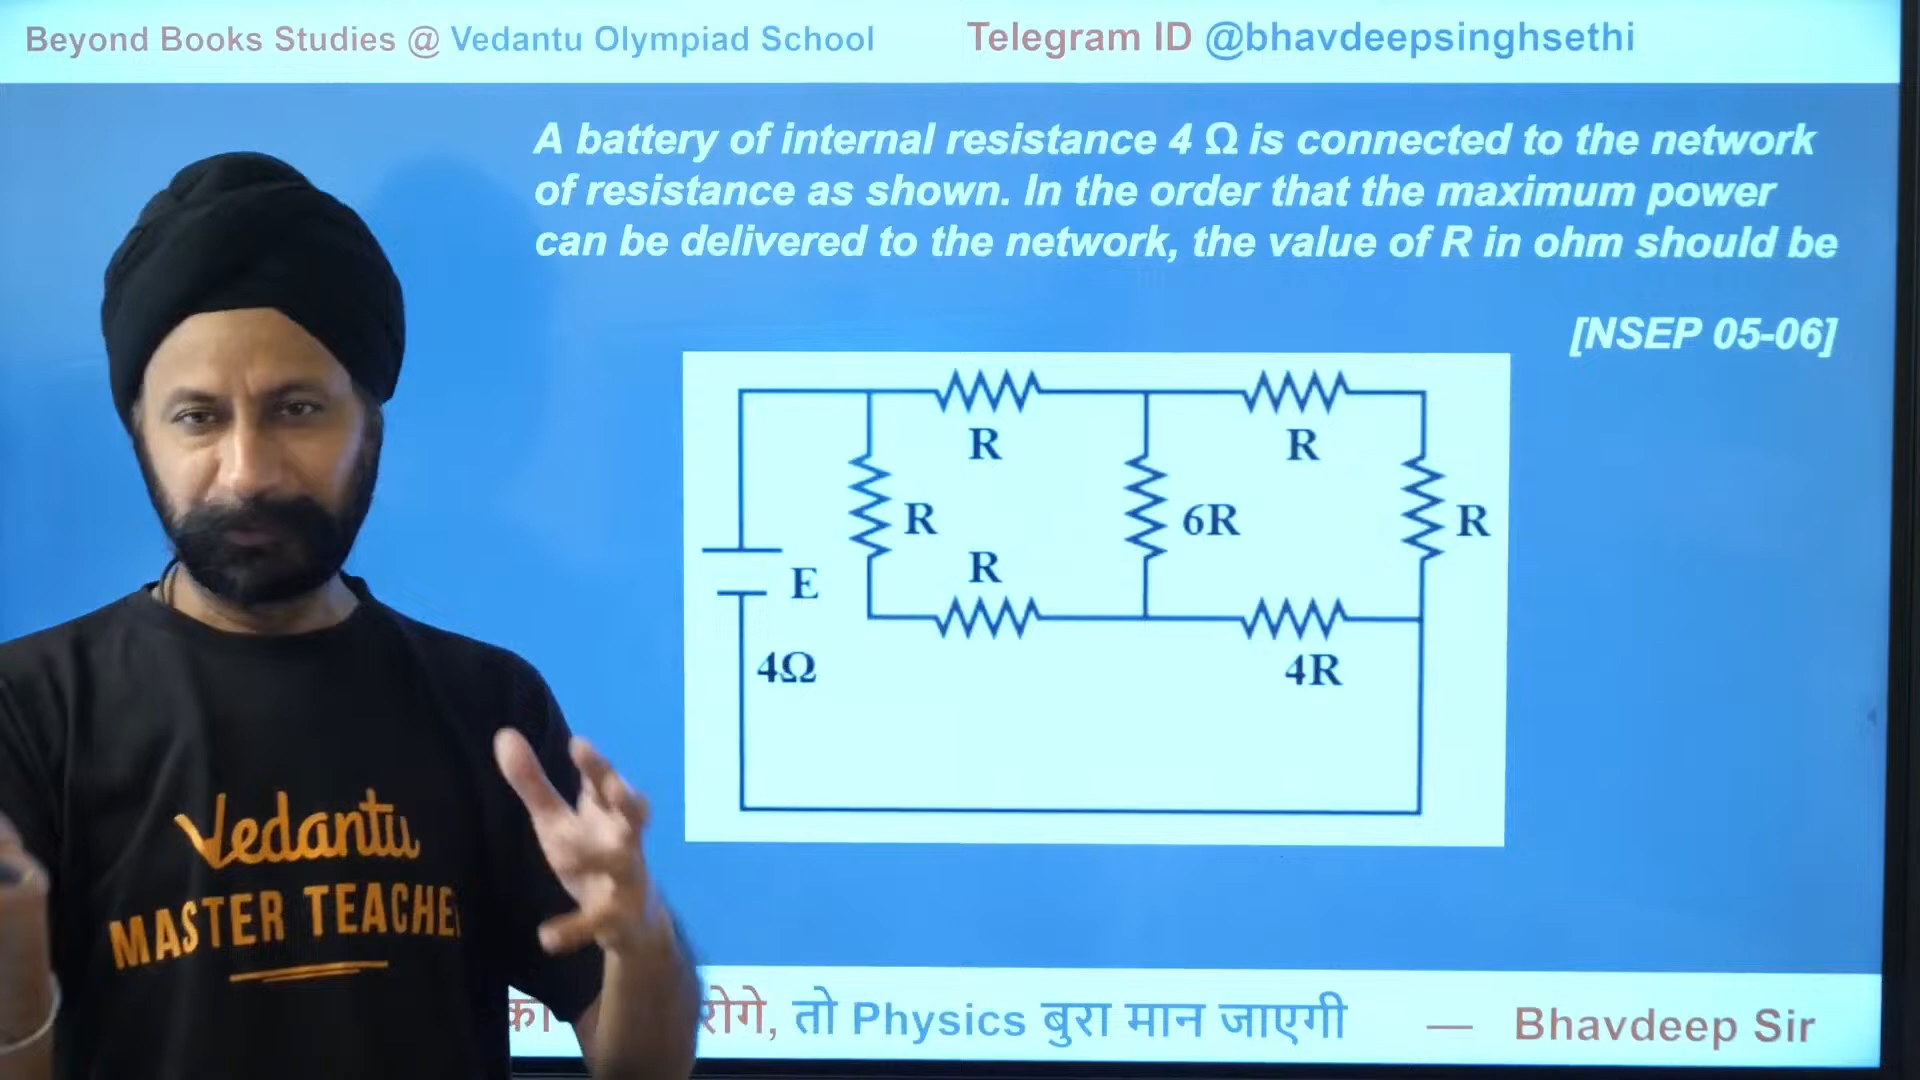 Beyond Books Studies @ Vedantu Olympiad School
Telegram ID @bhavdeepsinghsethi
A battery of internal resistance 4 Ω is connected to the network
of resistance as shown. In the order that the maximum power
can be delivered to the network, the value of R in ohm should be
[NSEP 05-06]
R
R
R
6R
R
R
E
4Ω
4R
Vedantu
MASTER TEACHE
तो Physics बुरा मान जाएगी — Bhavdeep Sir